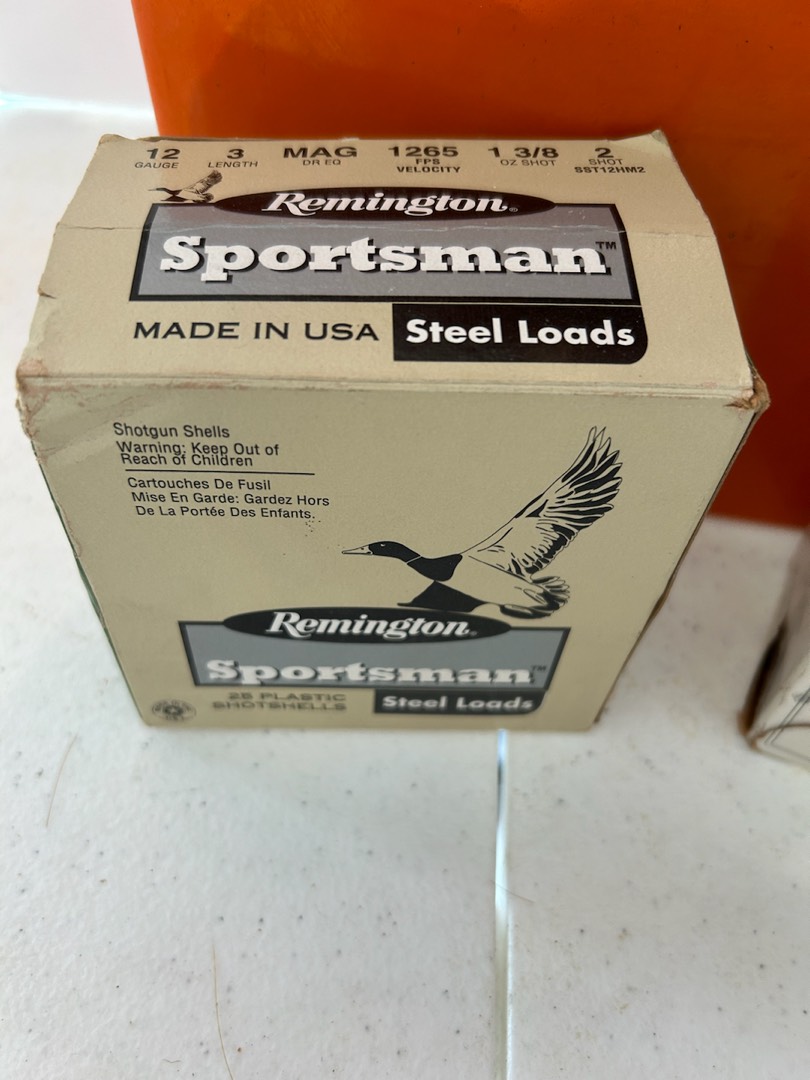 12 3 MAG 1265 1 3/8 2
GAUGE LENGTH DR EQ FPS OZ SHOT SHOT
VELOCITY SST12HM2
Remington®
Sportsman™
MADE IN USA Steel Loads
Shotgun Shells
Warning: Keep Out of
Reach of Children
Cartouches De Fusil
Mise En Garde: Gardez Hors
De La Portée Des Enfants.
Remington®
Sportsman™
25 PLASTIC
SHOTSHELLS
Steel Loads